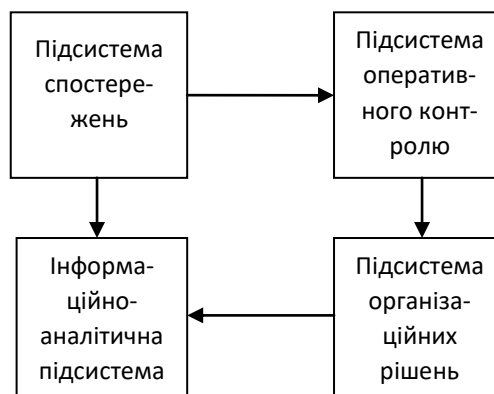 Підсистема
спостере-
жень
Підсистема
оператив-
ного конт-
ролю
Інформа-
ційно-
аналітична
підсистема
Підсистема
організа-
ційних
рішень